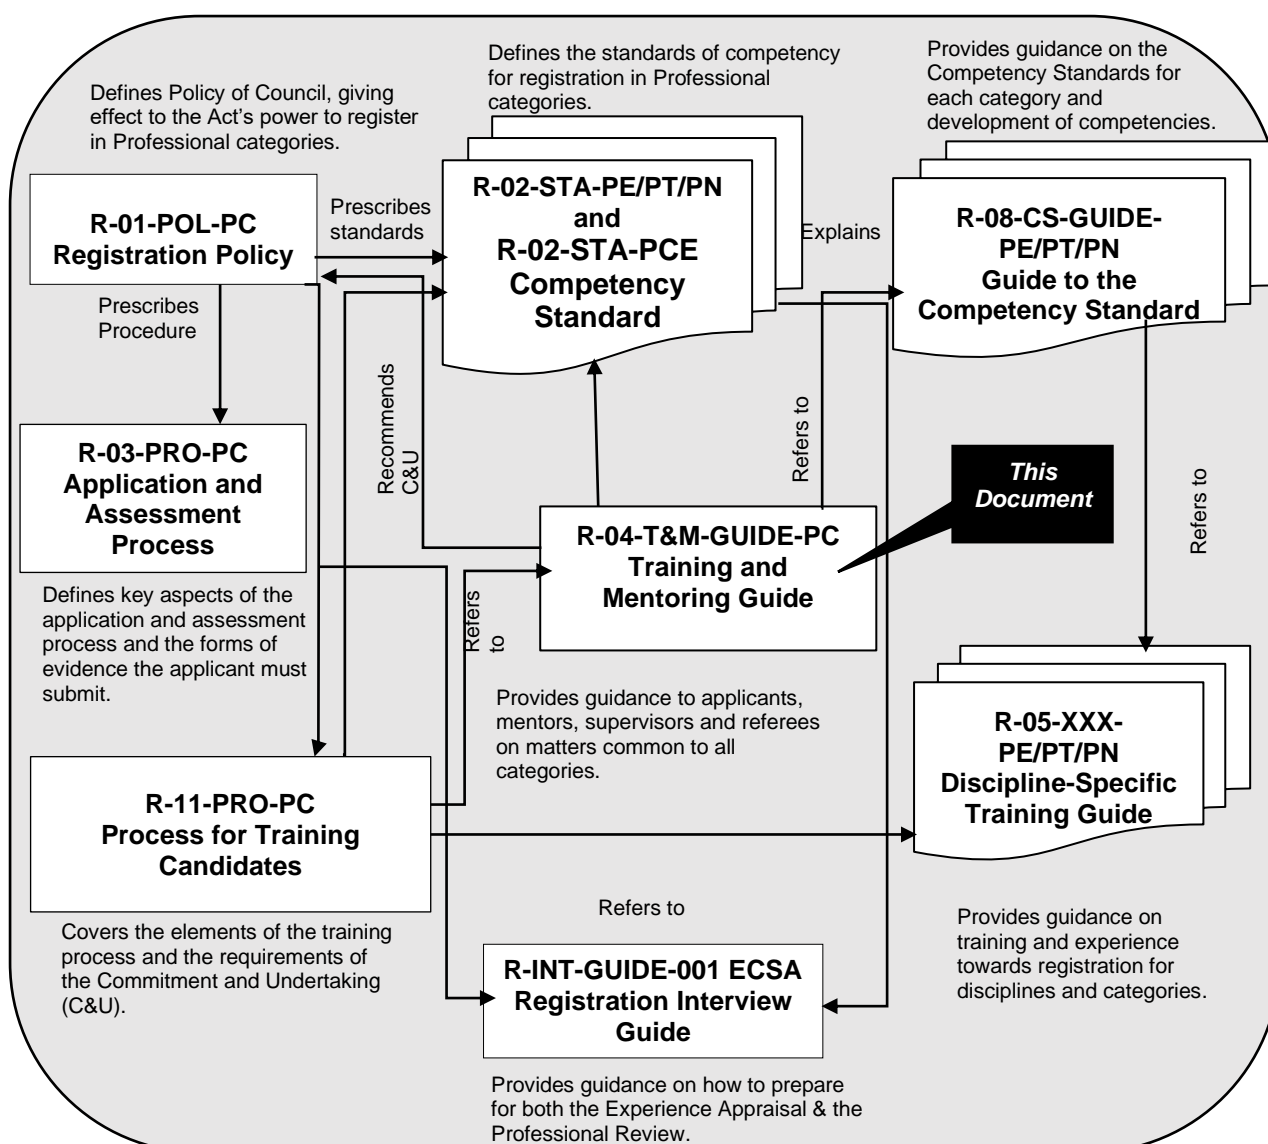 Defines Policy of Council, giving
effect to the Act's power to register
in Professional categories.
Defines the standards of competency
for registration in Professional
categories.
Provides guidance on the
Competency Standards for
each category and
development of competencies.
R-01-POL-PC
Registration Policy
Prescribes
standards
R-02-STA-PE/PT/PN
and
R-02-STA-PCE
Competency
Standard
Explains
R-08-CS-GUIDE-
PE/PT/PN
Guide to the
Competency Standard
Prescribes
Procedure
Recommends
C&U
Refers to
R-03-PRO-PC
Application and
Assessment
Process
This
Document
Refers to
R-04-T&M-GUIDE-PC
Training and
Mentoring Guide
Defines key aspects of the
application and assessment
process and the forms of
evidence the applicant must
submit.
Refers
to
Provides guidance to applicants,
mentors, supervisors and referees
on matters common to all
categories.
R-05-XXX-
PE/PT/PN
Discipline-Specific
Training Guide
R-11-PRO-PC
Process for Training
Candidates
Refers to
Covers the elements of the training
process and the requirements of
the Commitment and Undertaking
(C&U).
R-INT-GUIDE-001 ECSA
Registration Interview
Guide
Provides guidance on
training and experience
towards registration for
disciplines and categories.
Provides guidance on how to prepare
for both the Experience Appraisal & the
Professional Review.